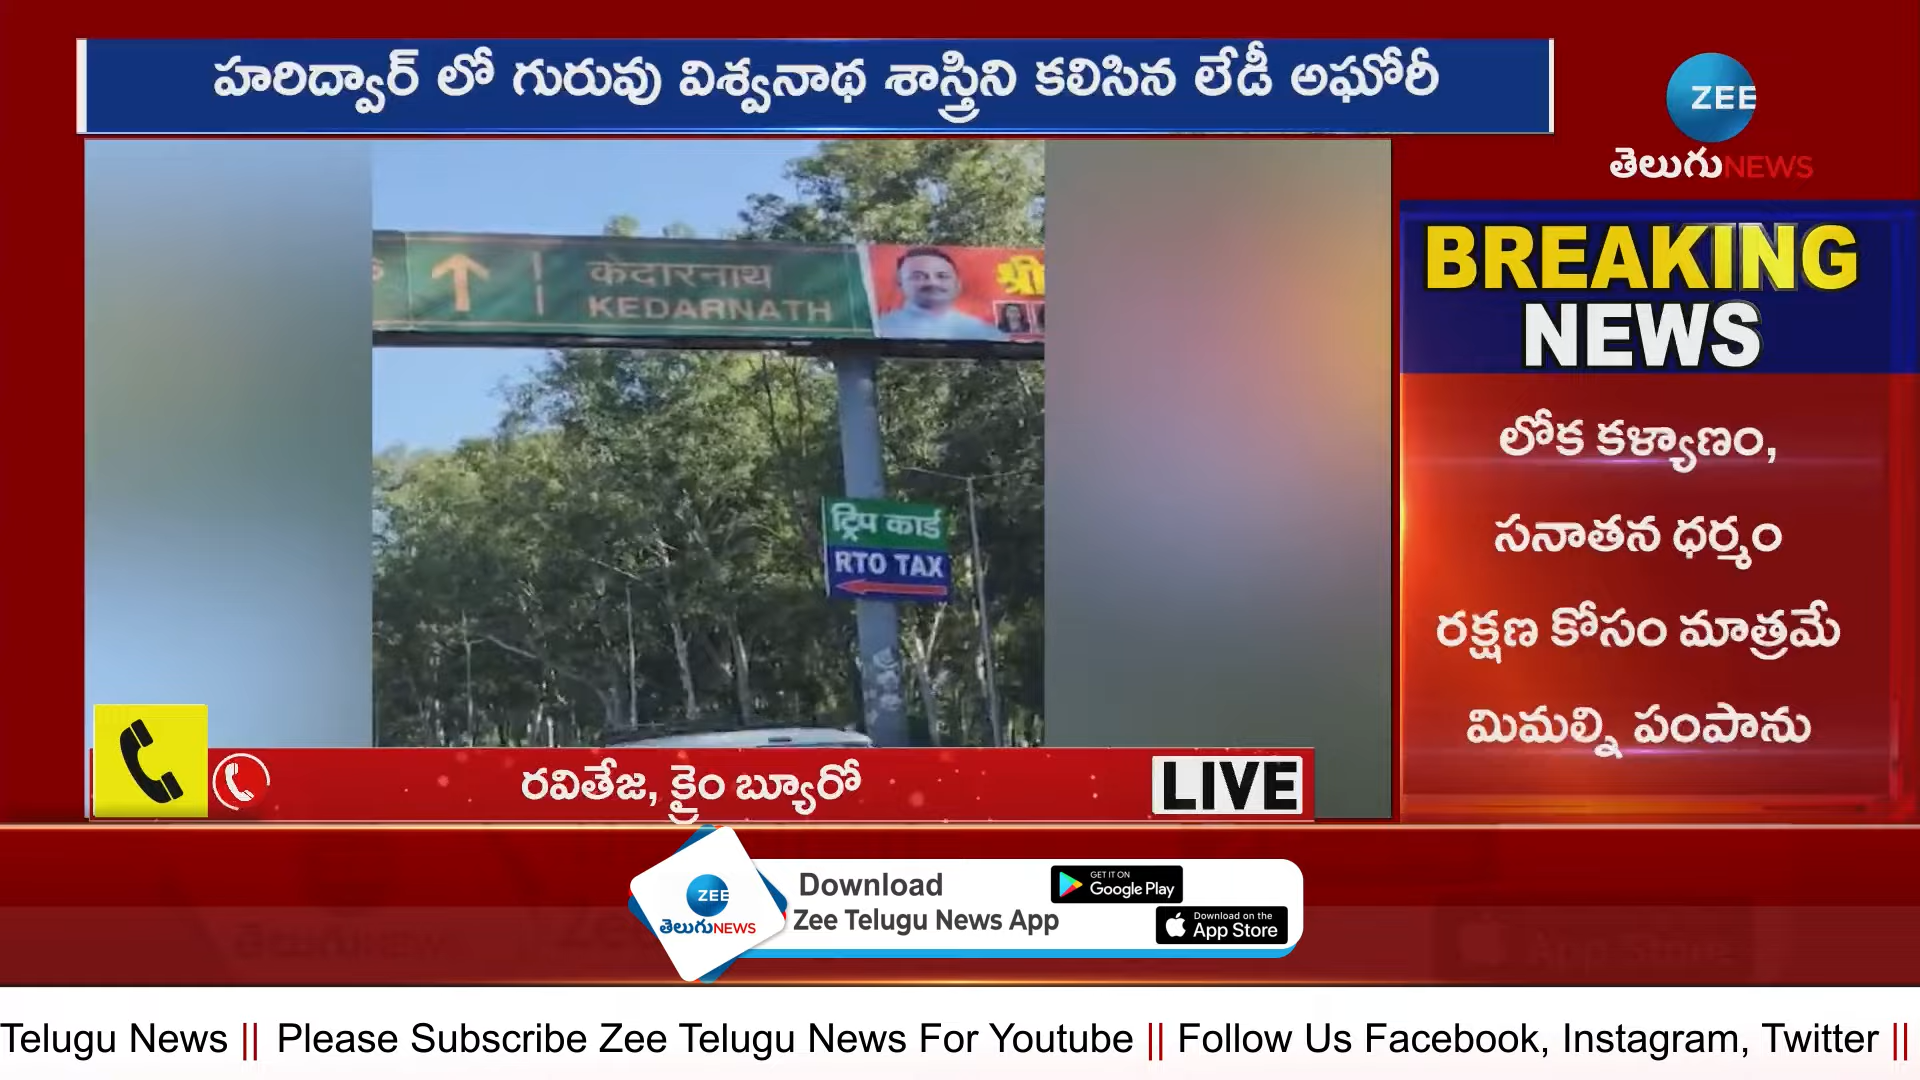 హరిద్వార్ లో గురువు విశ్వనాథ శాస్త్రిని కలిసిన లేడీ అఘోరీ
ZEE
తెలుగు NEWS
BREAKING
NEWS
లోక కళ్యాణం,
సనాతన ధర్మం
రక్షణ కోసం మాత్రమే
మిమల్ని పంపాను
केदारनाथ
KEDARNATH
श्री
ट्रिप कार्ड
RTO TAX
రవితేజ, క్రైం బ్యూరో
LIVE
ZEE
తెలుగు NEWS
Download
Zee Telugu News App
GET IT ON
Google Play
Download on the
App Store
Telugu News || Please Subscribe Zee Telugu News For Youtube || Follow Us Facebook, Instagram, Twitter ||